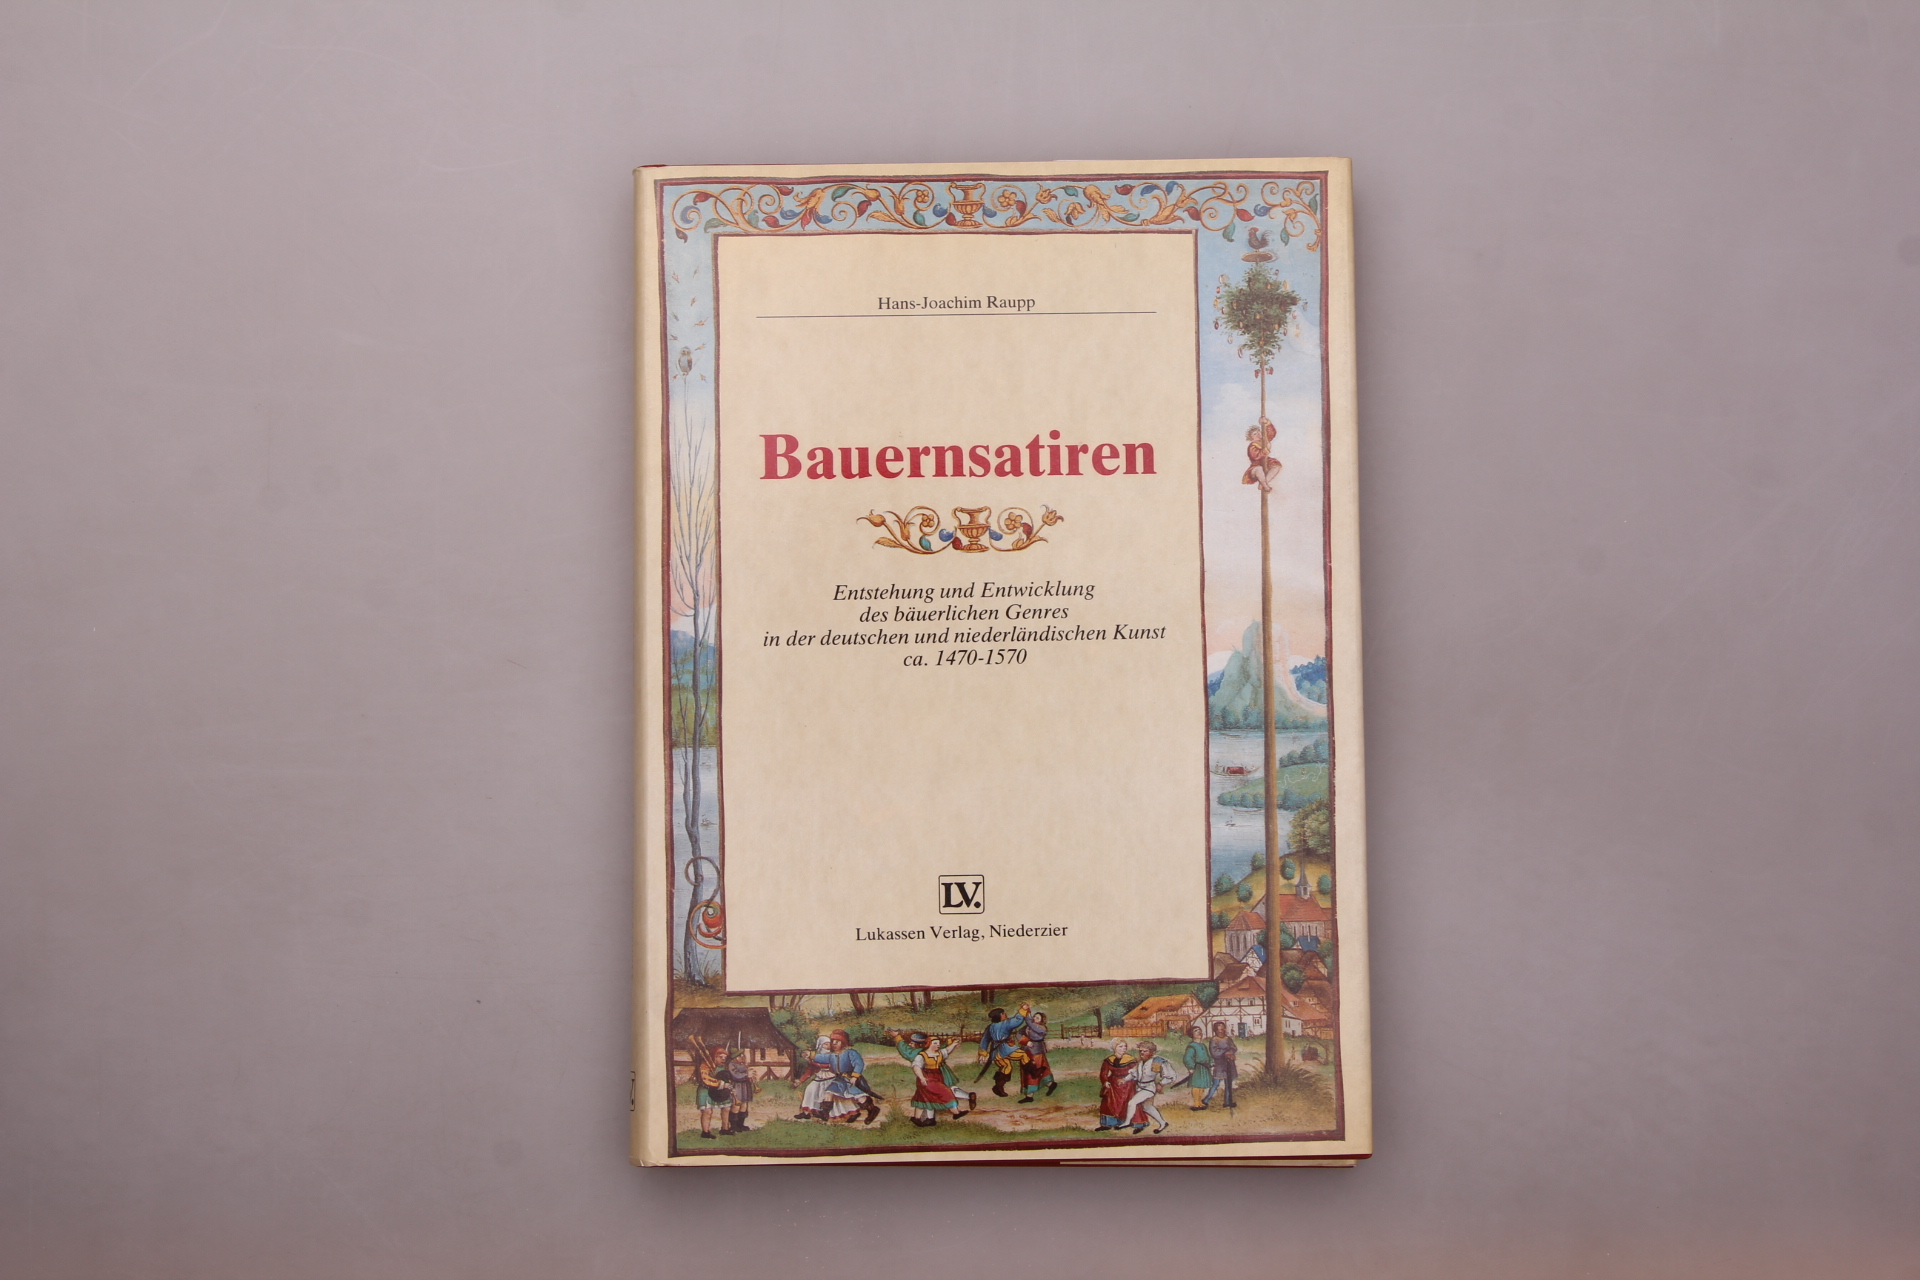 Hans-Joachim Raupp
Bauernsatiren
Entstehung und Entwicklung
des bäuerlichen Genres
in der deutschen und niederländischen Kunst
ca. 1470-1570
LV.
Lukassen Verlag, Niederzier